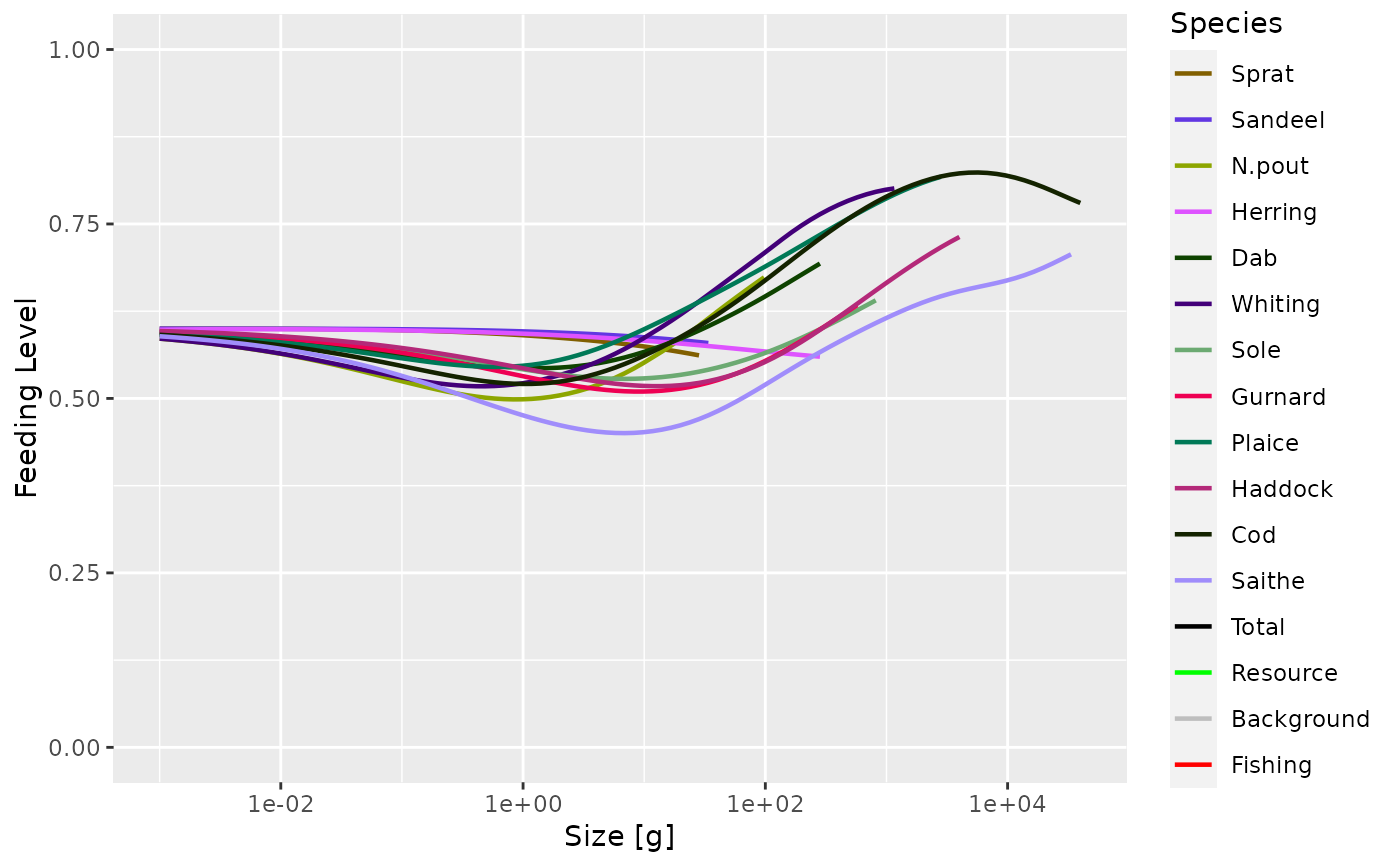 Species
1.00
0.75
0.50
0.25
0.00
Feeding Level
1e-02
1e+00
1e+02
1e+04
Size [g]
Sprat
Sandeel
N.pout
Herring
Dab
Whiting
Sole
Gurnard
Plaice
Haddock
Cod
Saithe
Total
Resource
Background
Fishing